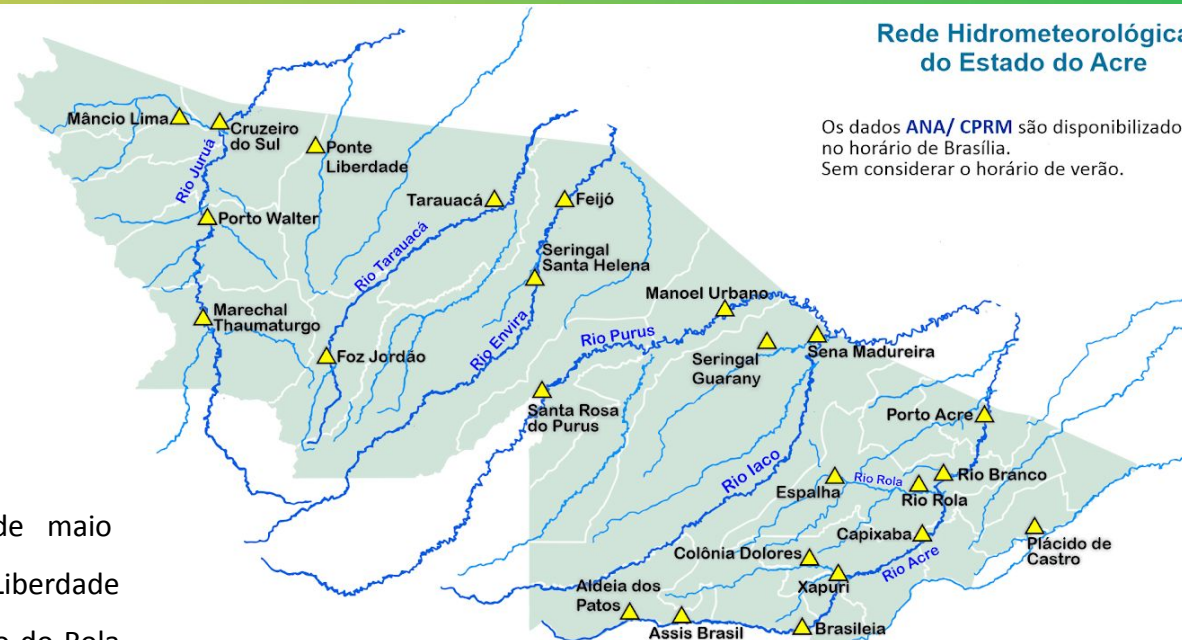 Rede Hidrometeorológica
do Estado do Acre
Os dados ANA/ CPRM são
no horário de Brasília.
Sem considerar o horário de verão.
Mâncio Lima
Cruzeiro
do Sul
Ponte
Liberdade
Rio Juruá
Tarauacá
Feijó
Porto Walter
Rio Tarauacá
Seringal
Santa Helena
Manoel Urbano
Marechal
Thaumaturgo
Rio Envira
Rio Purus
Foz Jordão
Seringal
Guarany
Sena Madureira
Santa Rosa
do Purus
Porto Acre
Rio Iaco
Espalha
Rio Rola
Rio Rola
Rio Branco
de maio
Capixaba
Plácido de
Castro
Colônia Dolores
Rio Acre
Liberdade
Xapuri
Aldeia dos
Patos
Assis Brasil
Brasileia
do Rola